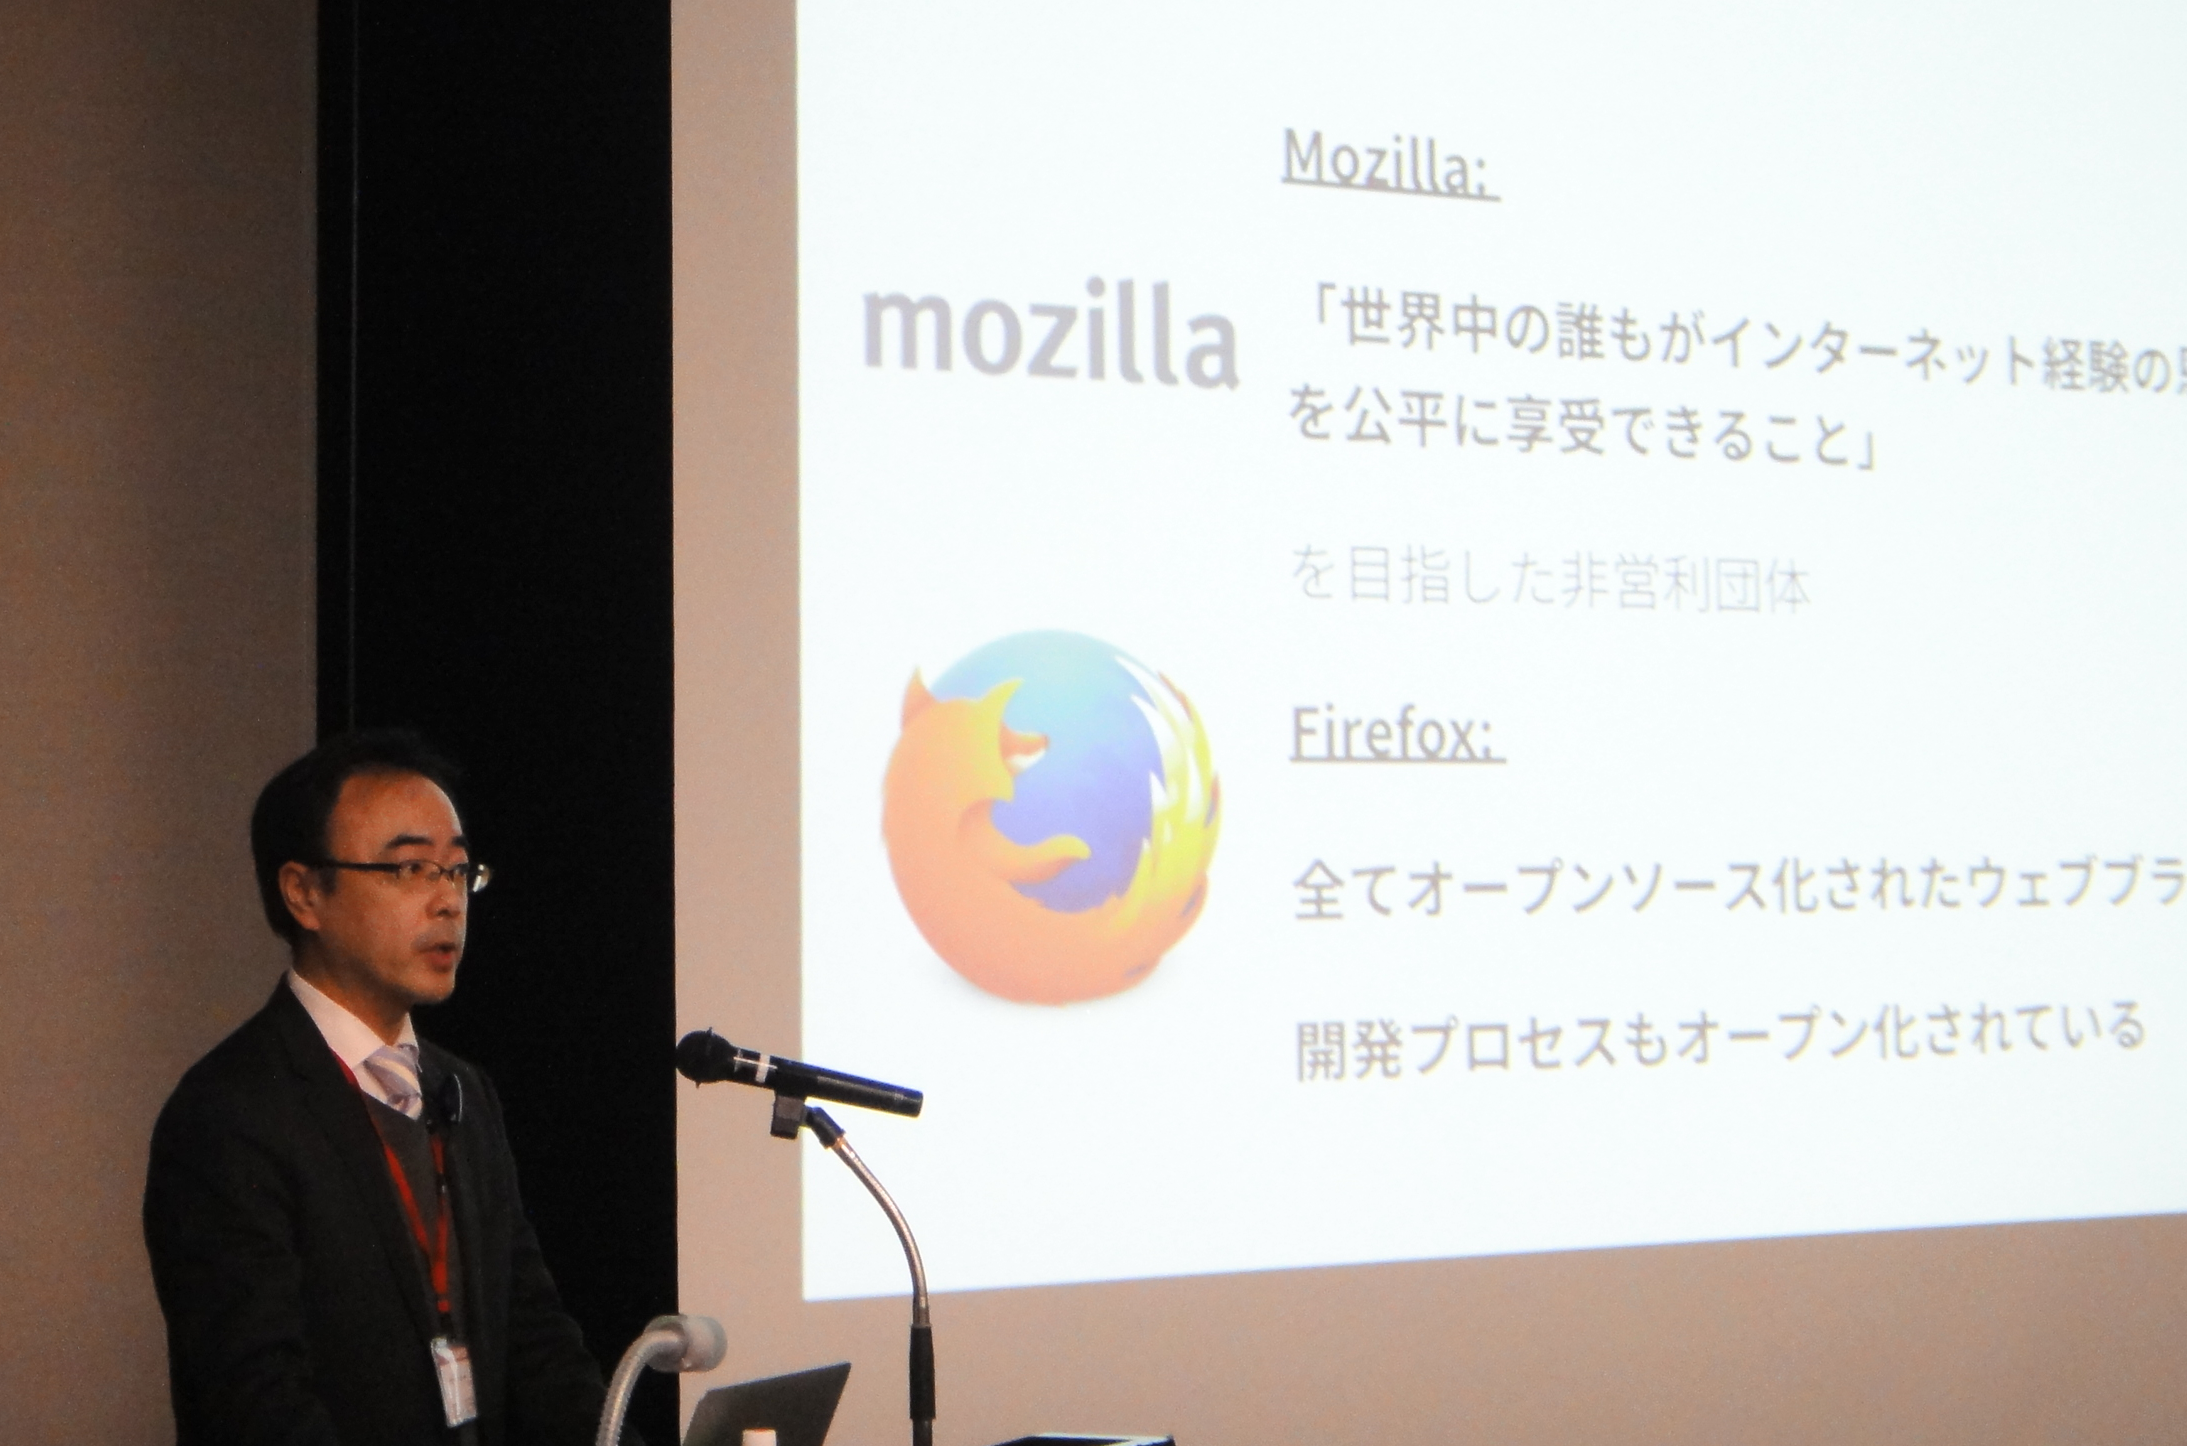 Mozilla:
mozilla
「世界中の誰もがインターネット経験の
を公平に享受できること」
を目指した非営利団体
Firefox:
全てオープンソース化されたウェブブラ
開発プロセスもオープン化されている